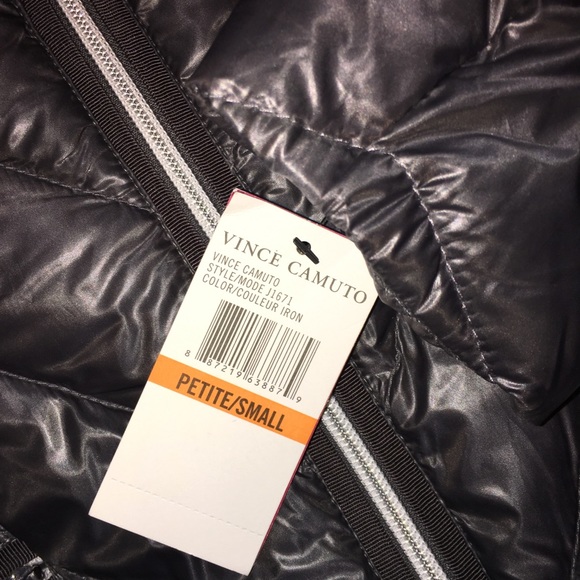 VINCE CAMUTO
VINCE CAMUTO
STYLE/MODE J1671
COLOR/COULEUR IRON
8 87219 63887 9
PETITE/SMALL